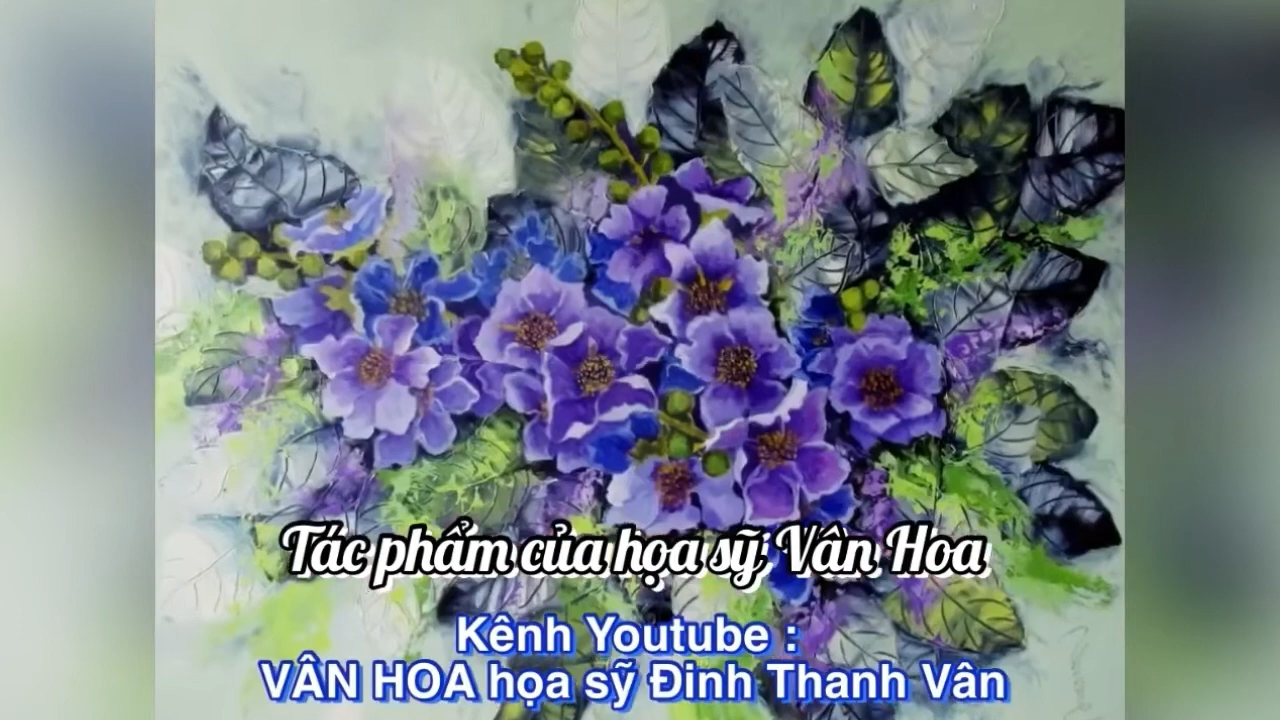 Tác phẩm của họa sỹ Vân Hoa
Kênh Youtube :
VÂN HOA họa sỹ Đinh Thanh Vân